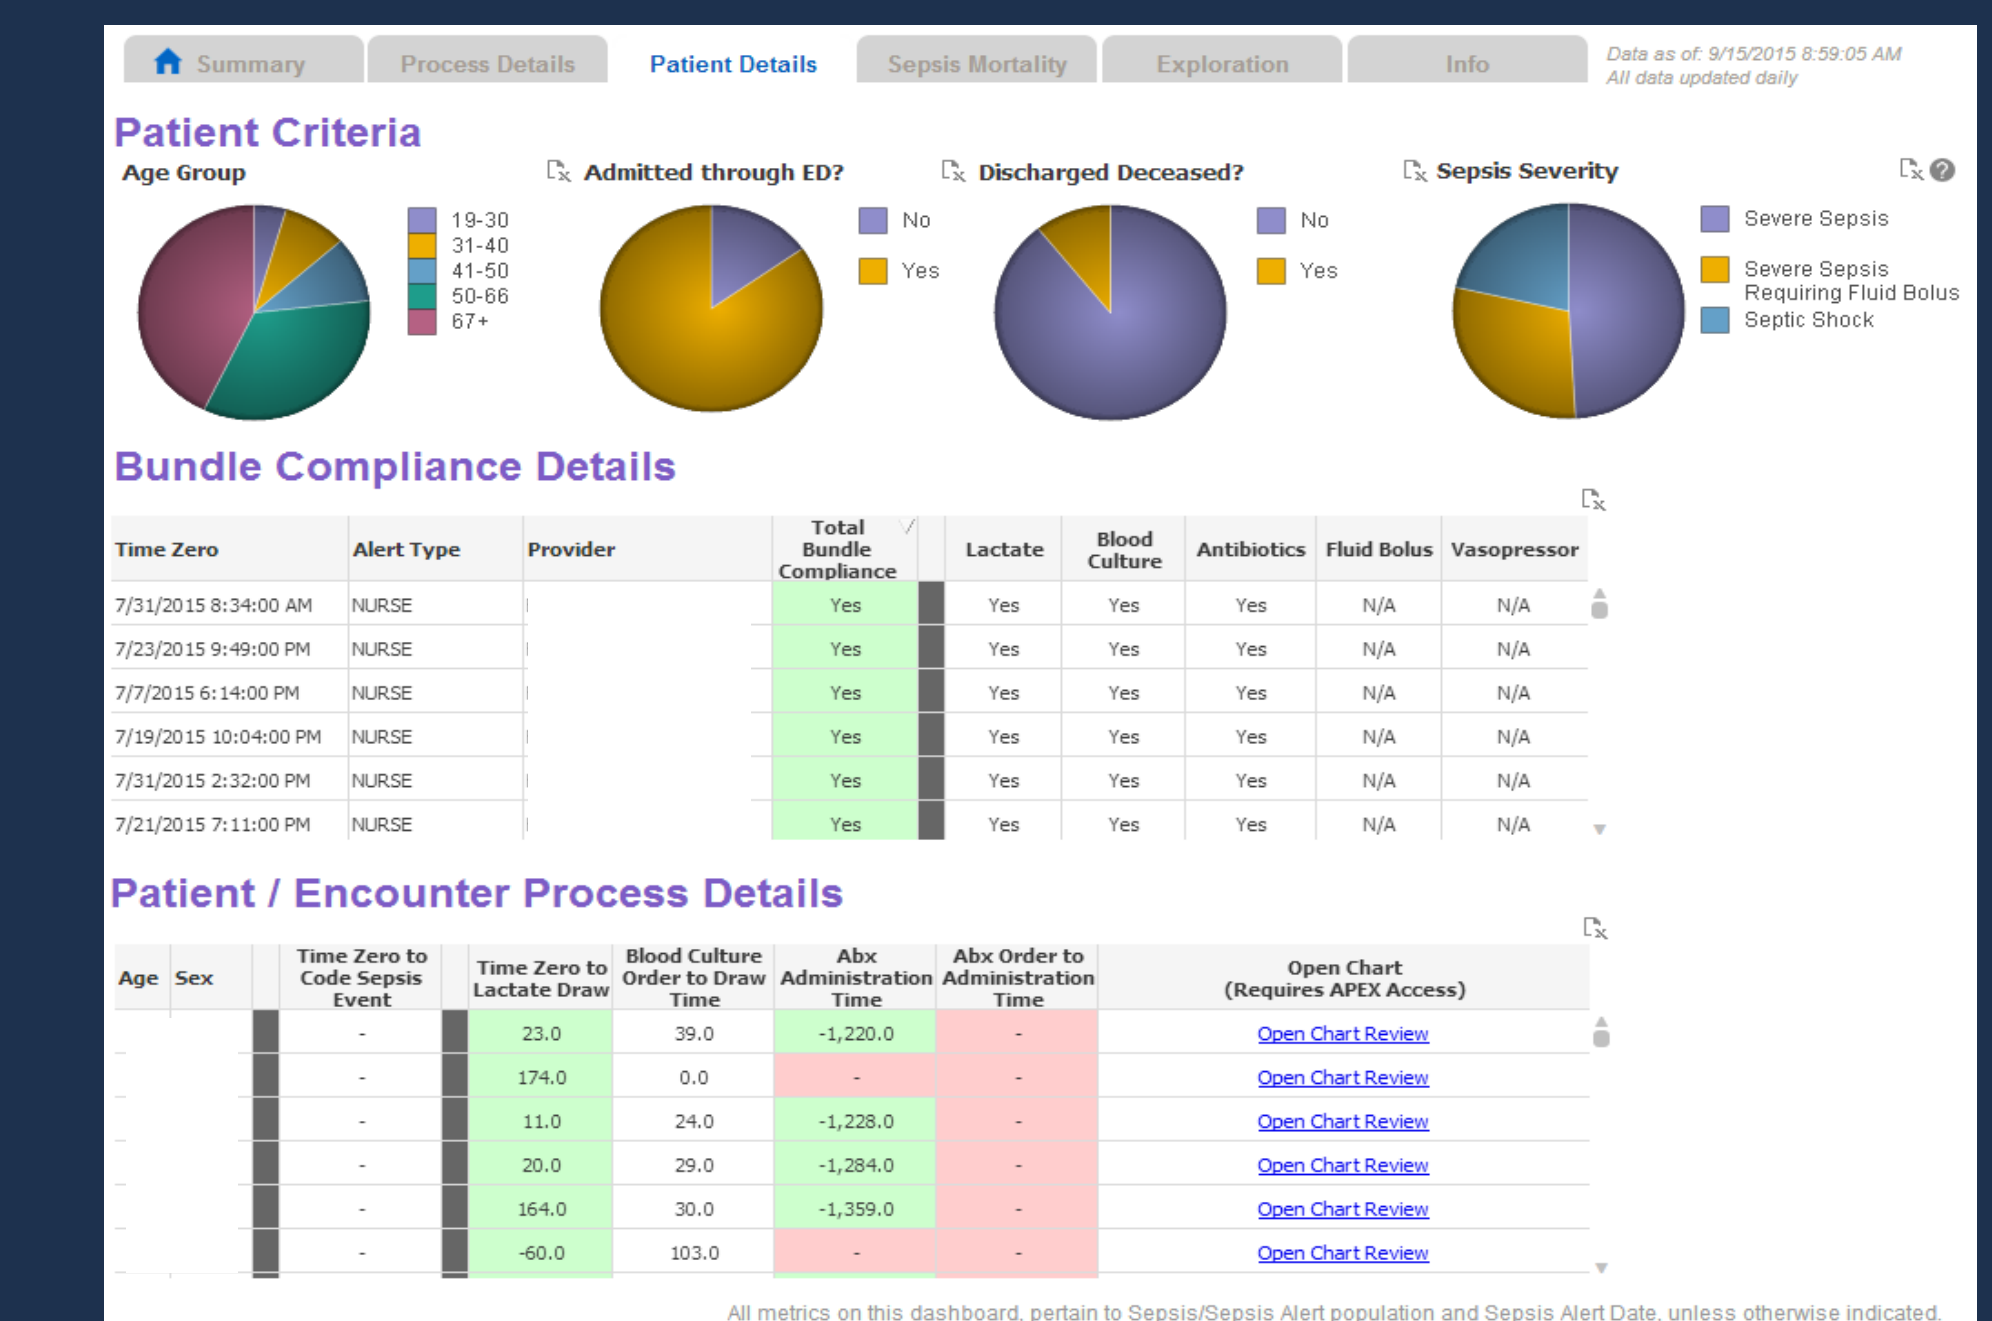 Summary Process Details Patient Details Sepsis Mortality Exploration Info
Data as of: 9/15/2015 8:59:05 AM
All data updated daily
Patient Criteria
Age Group
19-30
31-40
41-50
50-66
67+
Admitted through ED?
No
Yes
Discharged Deceased?
No
Yes
Sepsis Severity
Severe Sepsis
Severe Sepsis
Requiring Fluid Bolus
Septic Shock
Bundle Compliance Details
Time Zero Alert Type Provider Total Bundle Compliance Lactate Blood Culture Antibiotics Fluid Bolus Vasopressor
7/31/2015 8:34:00 AM NURSE Yes Yes Yes Yes N/A N/A
7/23/2015 9:49:00 PM NURSE Yes Yes Yes Yes N/A N/A
7/7/2015 6:14:00 PM NURSE Yes Yes Yes Yes N/A N/A
7/19/2015 10:04:00 PM NURSE Yes Yes Yes Yes N/A N/A
7/31/2015 2:32:00 PM NURSE Yes Yes Yes Yes N/A N/A
7/21/2015 7:11:00 PM NURSE Yes Yes Yes Yes N/A N/A
Patient / Encounter Process Details
Age Sex Time Zero to Code Sepsis Event Time Zero to Lactate Draw Blood Culture Order to Draw Time Abx Administration Time Abx Order to Administration Time Open Chart (Requires APEX Access)
- 23.0 39.0 -1,220.0 - Open Chart Review
- 174.0 0.0 - - Open Chart Review
- 11.0 24.0 -1,228.0 - Open Chart Review
- 20.0 29.0 -1,284.0 - Open Chart Review
- 164.0 30.0 -1,359.0 - Open Chart Review
- -60.0 103.0 - - Open Chart Review
All metrics on this dashboard, pertain to Sepsis/Sepsis Alert population and Sepsis Alert Date, unless otherwise indicated.